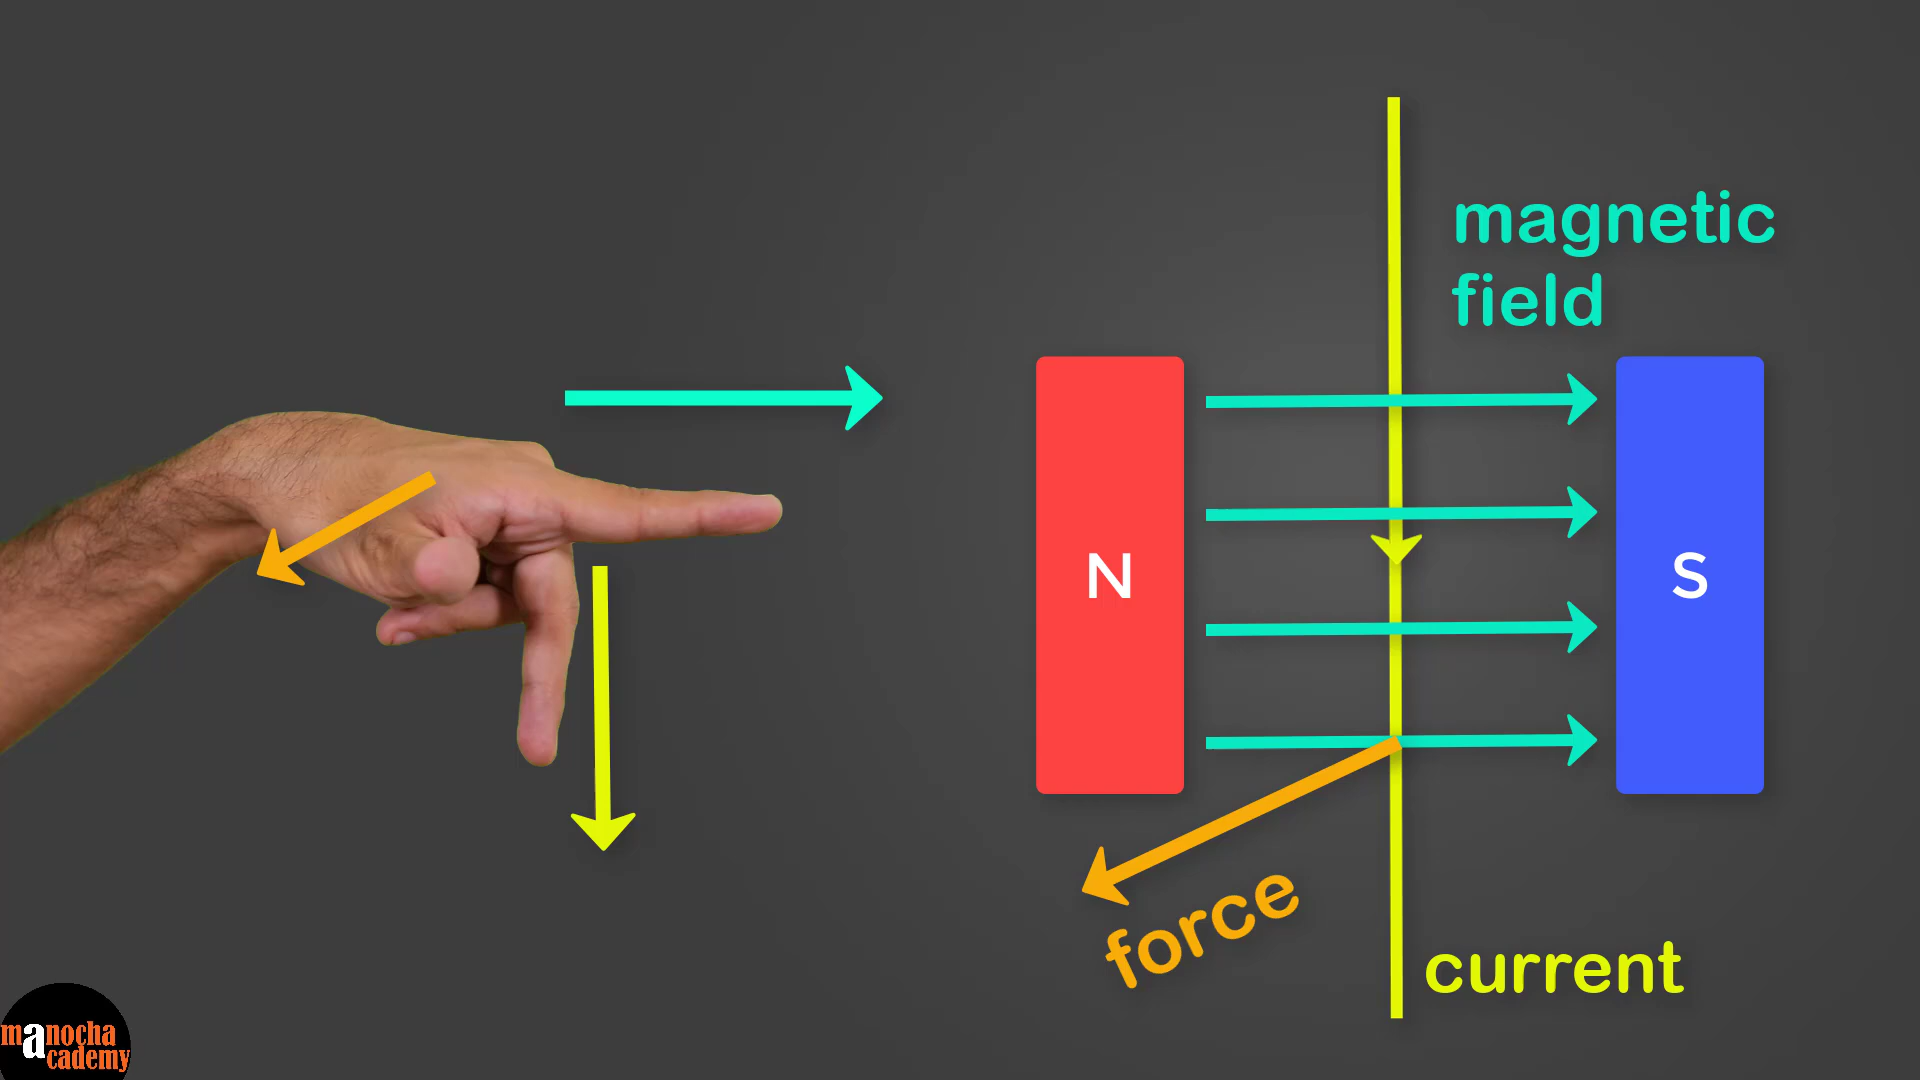 magnetic
field
N
S
force
current
manocha
academy